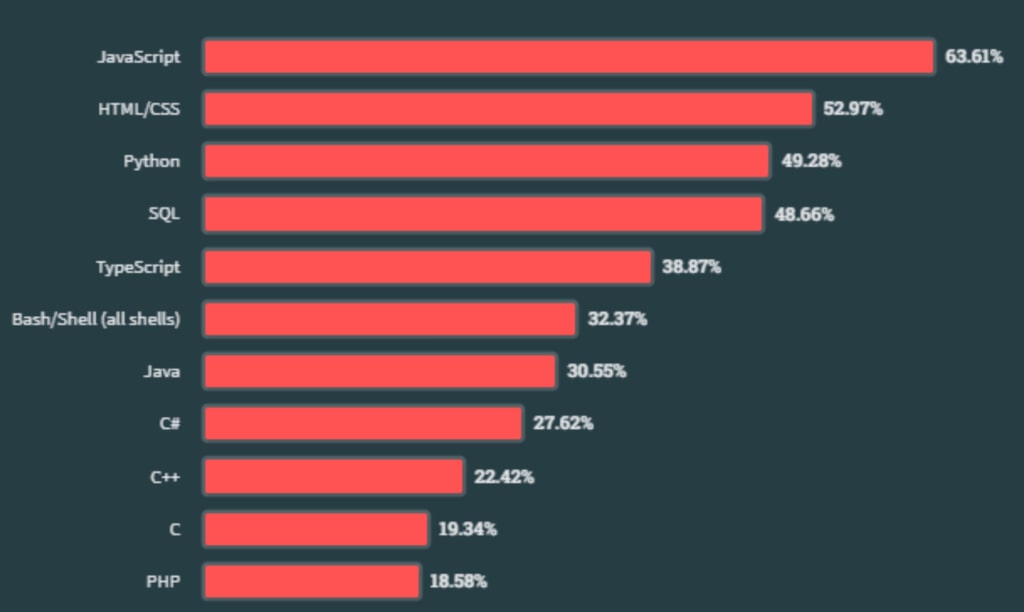 JavaScript 63.61%
HTML/CSS 52.97%
Python 49.28%
SQL 48.66%
TypeScript 38.87%
Bash/Shell (all shells) 32.37%
Java 30.55%
C# 27.62%
C++ 22.42%
C 19.34%
PHP 18.58%